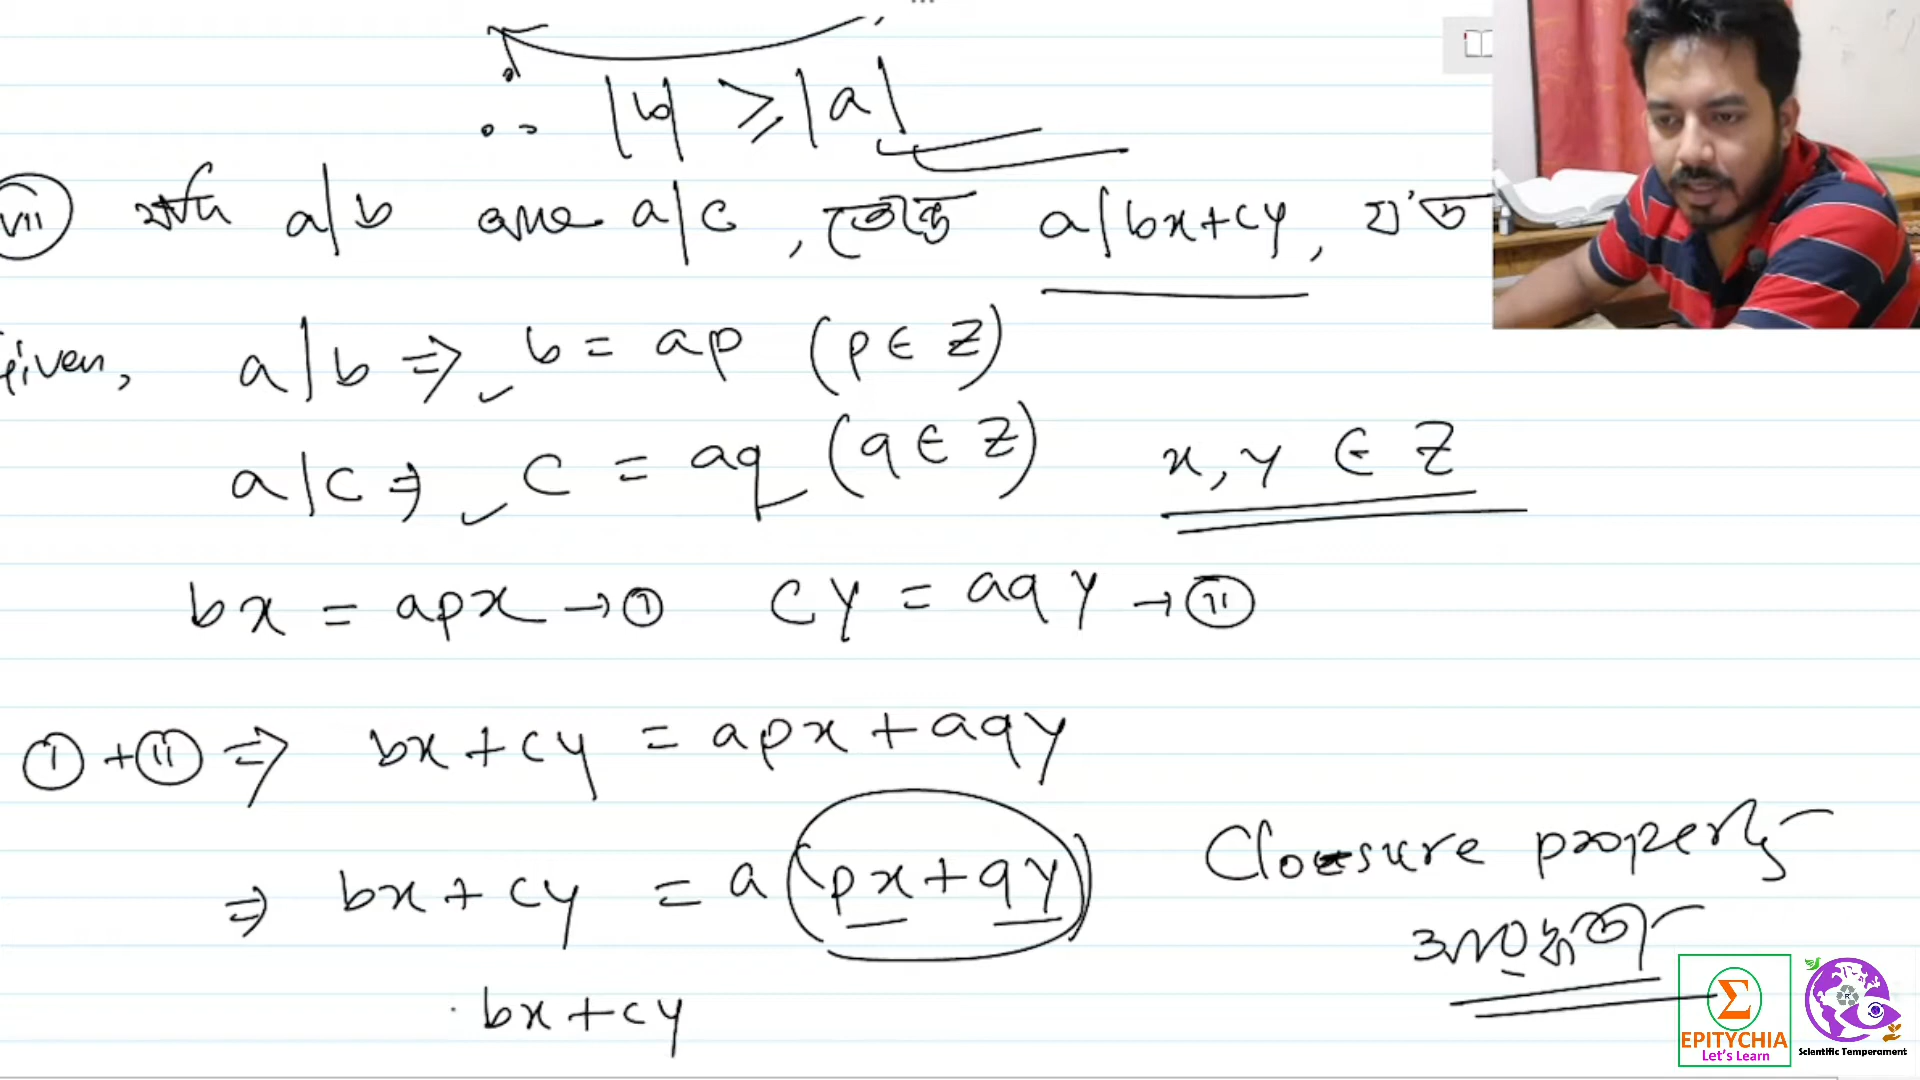 ∴ |b| ⩾ |a|
vii যদি a|b এবং a|c, a|bx+cy,
Given, a|b ⇒ b = ap (p ∈ Z)
a|c ⇒ c = aq (q ∈ Z) x, y ∈ Z
bx = apx → ① cy = aqy → ⑪
① + ⑪ ⇒ bx + cy = apx + aqy
⇒ bx + cy = a (px + qy) Closure property
bx + cy
Σ
EPITYCHIA
Let's Learn
R
Scientific Temperament